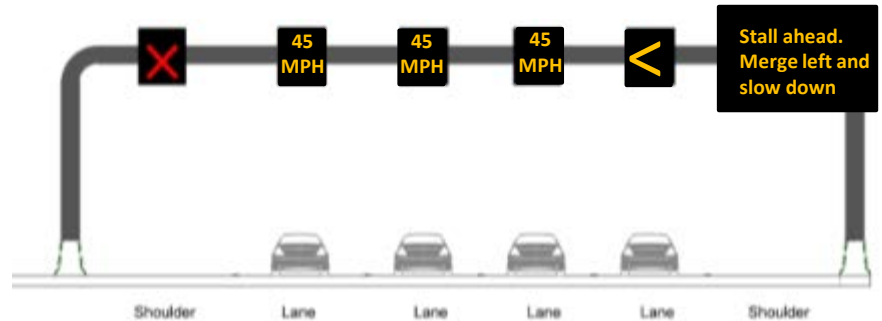 45
MPH
45
MPH
45
MPH
<
Stall ahead.
Merge left and
slow down
Shoulder
Lane
Lane
Lane
Lane
Shoulder